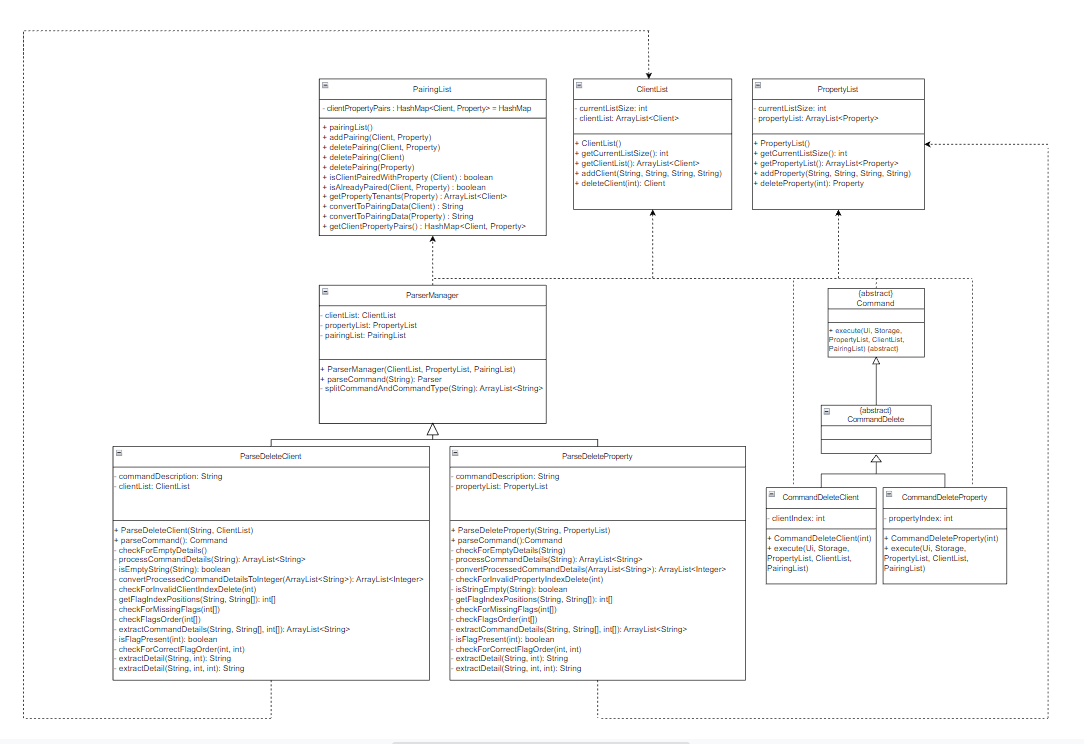 PairingList
- clientPropertyPairs : HashMap<Client, Property> = HashMap
+ pairingList()
+ addPairing(Client, Property)
+ deletePairing(Client, Property)
+ deletePairing(Client)
+ deletePairing(Property)
+ isClientPairedWithProperty (Client) : boolean
+ isAlreadyPaired(Client, Property) : boolean
+ getPropertyTenants(Property) : ArrayList<Client>
+ convertToPairingData(Client) : String
+ convertToPairingData(Property) : String
+ getClientPropertyPairs() : HashMap<Client, Property>
ClientList
- currentListSize: int
- clientList: ArrayList<Client>
+ ClientList()
+ getCurrentListSize(): int
+ getClientList(): ArrayList<Client>
+ addClient(String, String, String, String)
+ deleteClient(int): Client
PropertyList
- currentListSize: int
- propertyList: ArrayList<Property>
+ PropertyList()
+ getCurrentListSize(): int
+ getPropertyList(): ArrayList<Property>
+ addProperty(String, String, String, String)
+ deleteProperty(int): Property
ParserManager
- clientList: ClientList
- propertyList: PropertyList
- pairingList: PairingList
+ ParserManager(ClientList, PropertyList, PairingList)
+ parseCommand(String): Parser
- splitCommandAndCommandType(String): ArrayList<String>
{abstract}
Command
+ execute(Ui, Storage,
PropertyList, ClientList,
PairingList) {abstract}
{abstract}
CommandDelete
ParseDeleteClient
- commandDescription: String
- clientList: ClientList
+ ParseDeleteClient(String, ClientList)
+ parseCommand(): Command
- checkForEmptyDetails()
- processCommandDetails(String): ArrayList<String>
- isEmptyString(String): boolean
- convertProcessedCommandDetailsToInteger(ArrayList<String>): ArrayList<Integer>
- checkForInvalidClientIndexDelete(int)
- getFlagIndexPositions(String, String[]): int[]
- checkForMissingFlags(int[])
- checkFlagsOrder(int[])
- extractCommandDetails(String, String[], int[]): ArrayList<String>
- isFlagPresent(int): boolean
- checkForCorrectFlagOrder(int, int)
- extractDetail(String, int): String
- extractDetail(String, int, int): String
ParseDeleteProperty
- commandDescription: String
- propertyList: PropertyList
+ ParseDeleteProperty(String, PropertyList)
+ parseCommand():Command
- checkForEmptyDetails(String)
- processCommandDetails(String): ArrayList<String>
- convertProcessedCommandDetails(ArrayList<String>): ArrayList<Integer>
- checkForInvalidPropertyIndexDelete(int)
- isStringEmpty(String): boolean
- getFlagIndexPositions(String, String[]): int[]
- checkForMissingFlags(int[])
- checkFlagsOrder(int[])
- extractCommandDetails(String, String[], int[]): ArrayList<String>
- isFlagPresent(int): boolean
- checkForCorrectFlagOrder(int, int)
- extractDetail(String, int): String
- extractDetail(String, int, int): String
CommandDeleteClient
- clientIndex: int
+ CommandDeleteClient(int)
+ execute(Ui, Storage,
PropertyList, ClientList,
PairingList)
CommandDeleteProperty
- propertyIndex: int
+ CommandDeleteProperty(int)
+ execute(Ui, Storage,
PropertyList, ClientList,
PairingList)